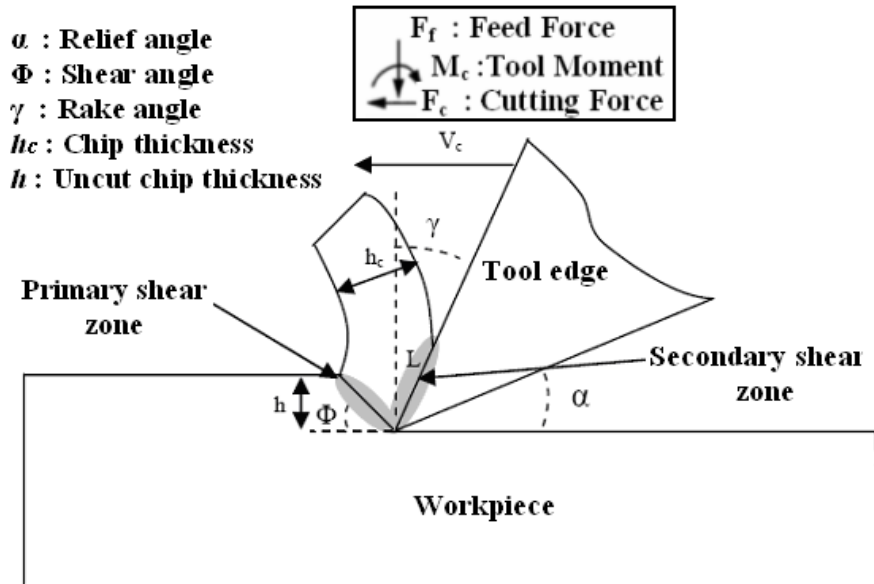 α : Relief angle
Φ : Shear angle
γ : Rake angle
hc : Chip thickness
h : Uncut chip thickness
Ff : Feed Force
Mc :Tool Moment
Fc : Cutting Force
Vc
γ
hc
Tool edge
Primary shear
zone
L
Secondary shear
zone
h
Φ
α
Workpiece